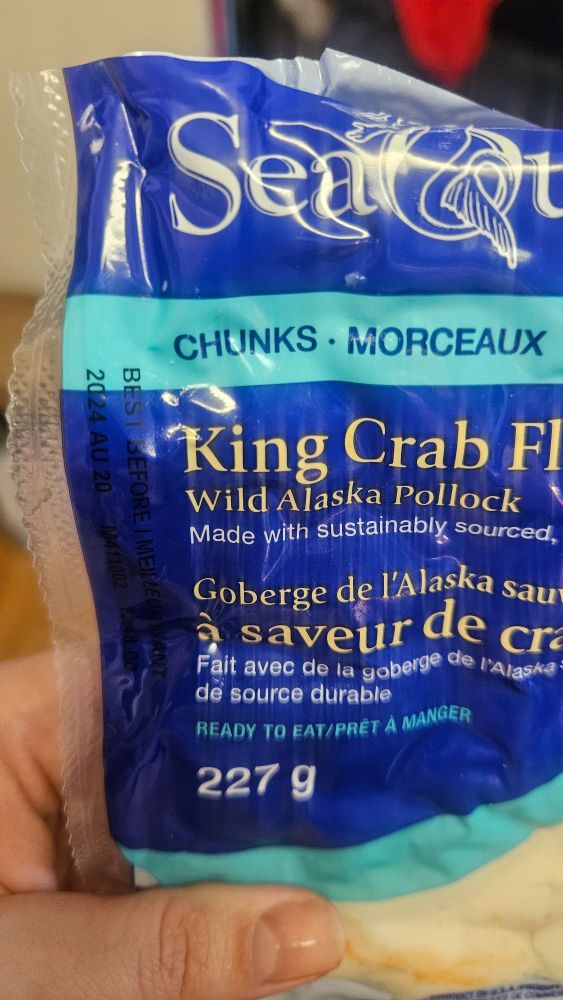 SeaQu
CHUNKS · MORCEAUX
King Crab Fl
Wild Alaska Pollock
Made with sustainably sourced,
Goberge de l'Alaska sauv
à saveur de cra
Fait avec de la goberge de l'Alaska
de source durable
READY TO EAT/PRÊT À MANGER
227 g
BEST BEFORE / MEILLEUR AVANT
2024 AU 20